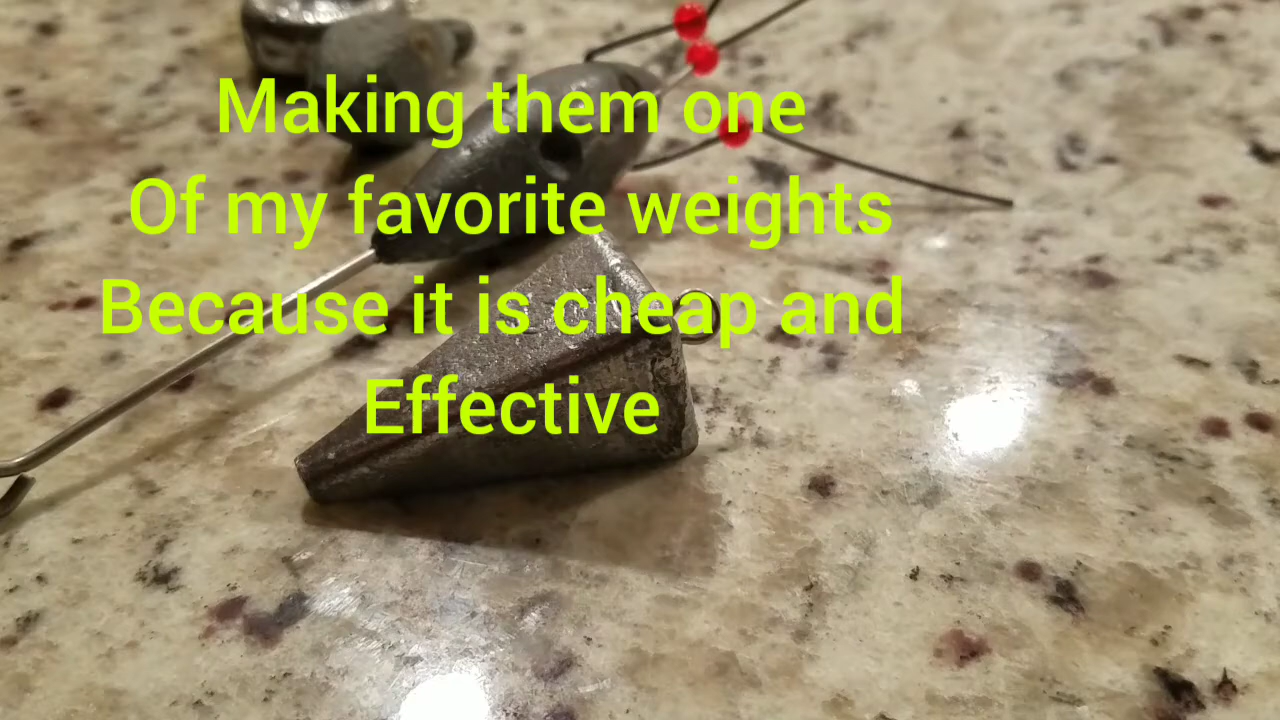 Making them one
Of my favorite weights
Because it is cheap and
Effective